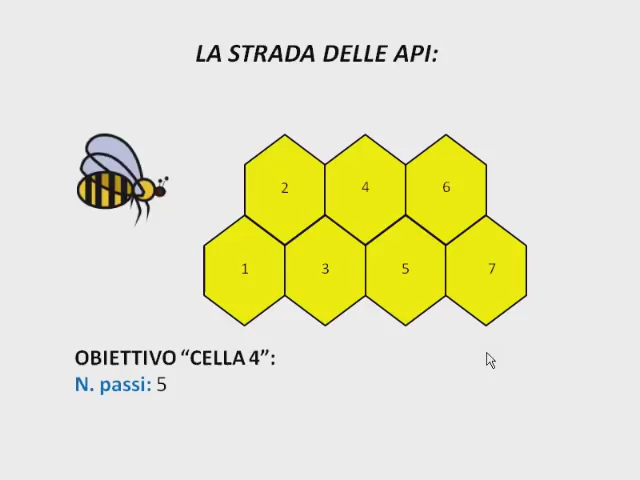 LA STRADA DELLE API:
2 4 6
1 3 5 7
OBIETTIVO “CELLA 4”:
N. passi: 5